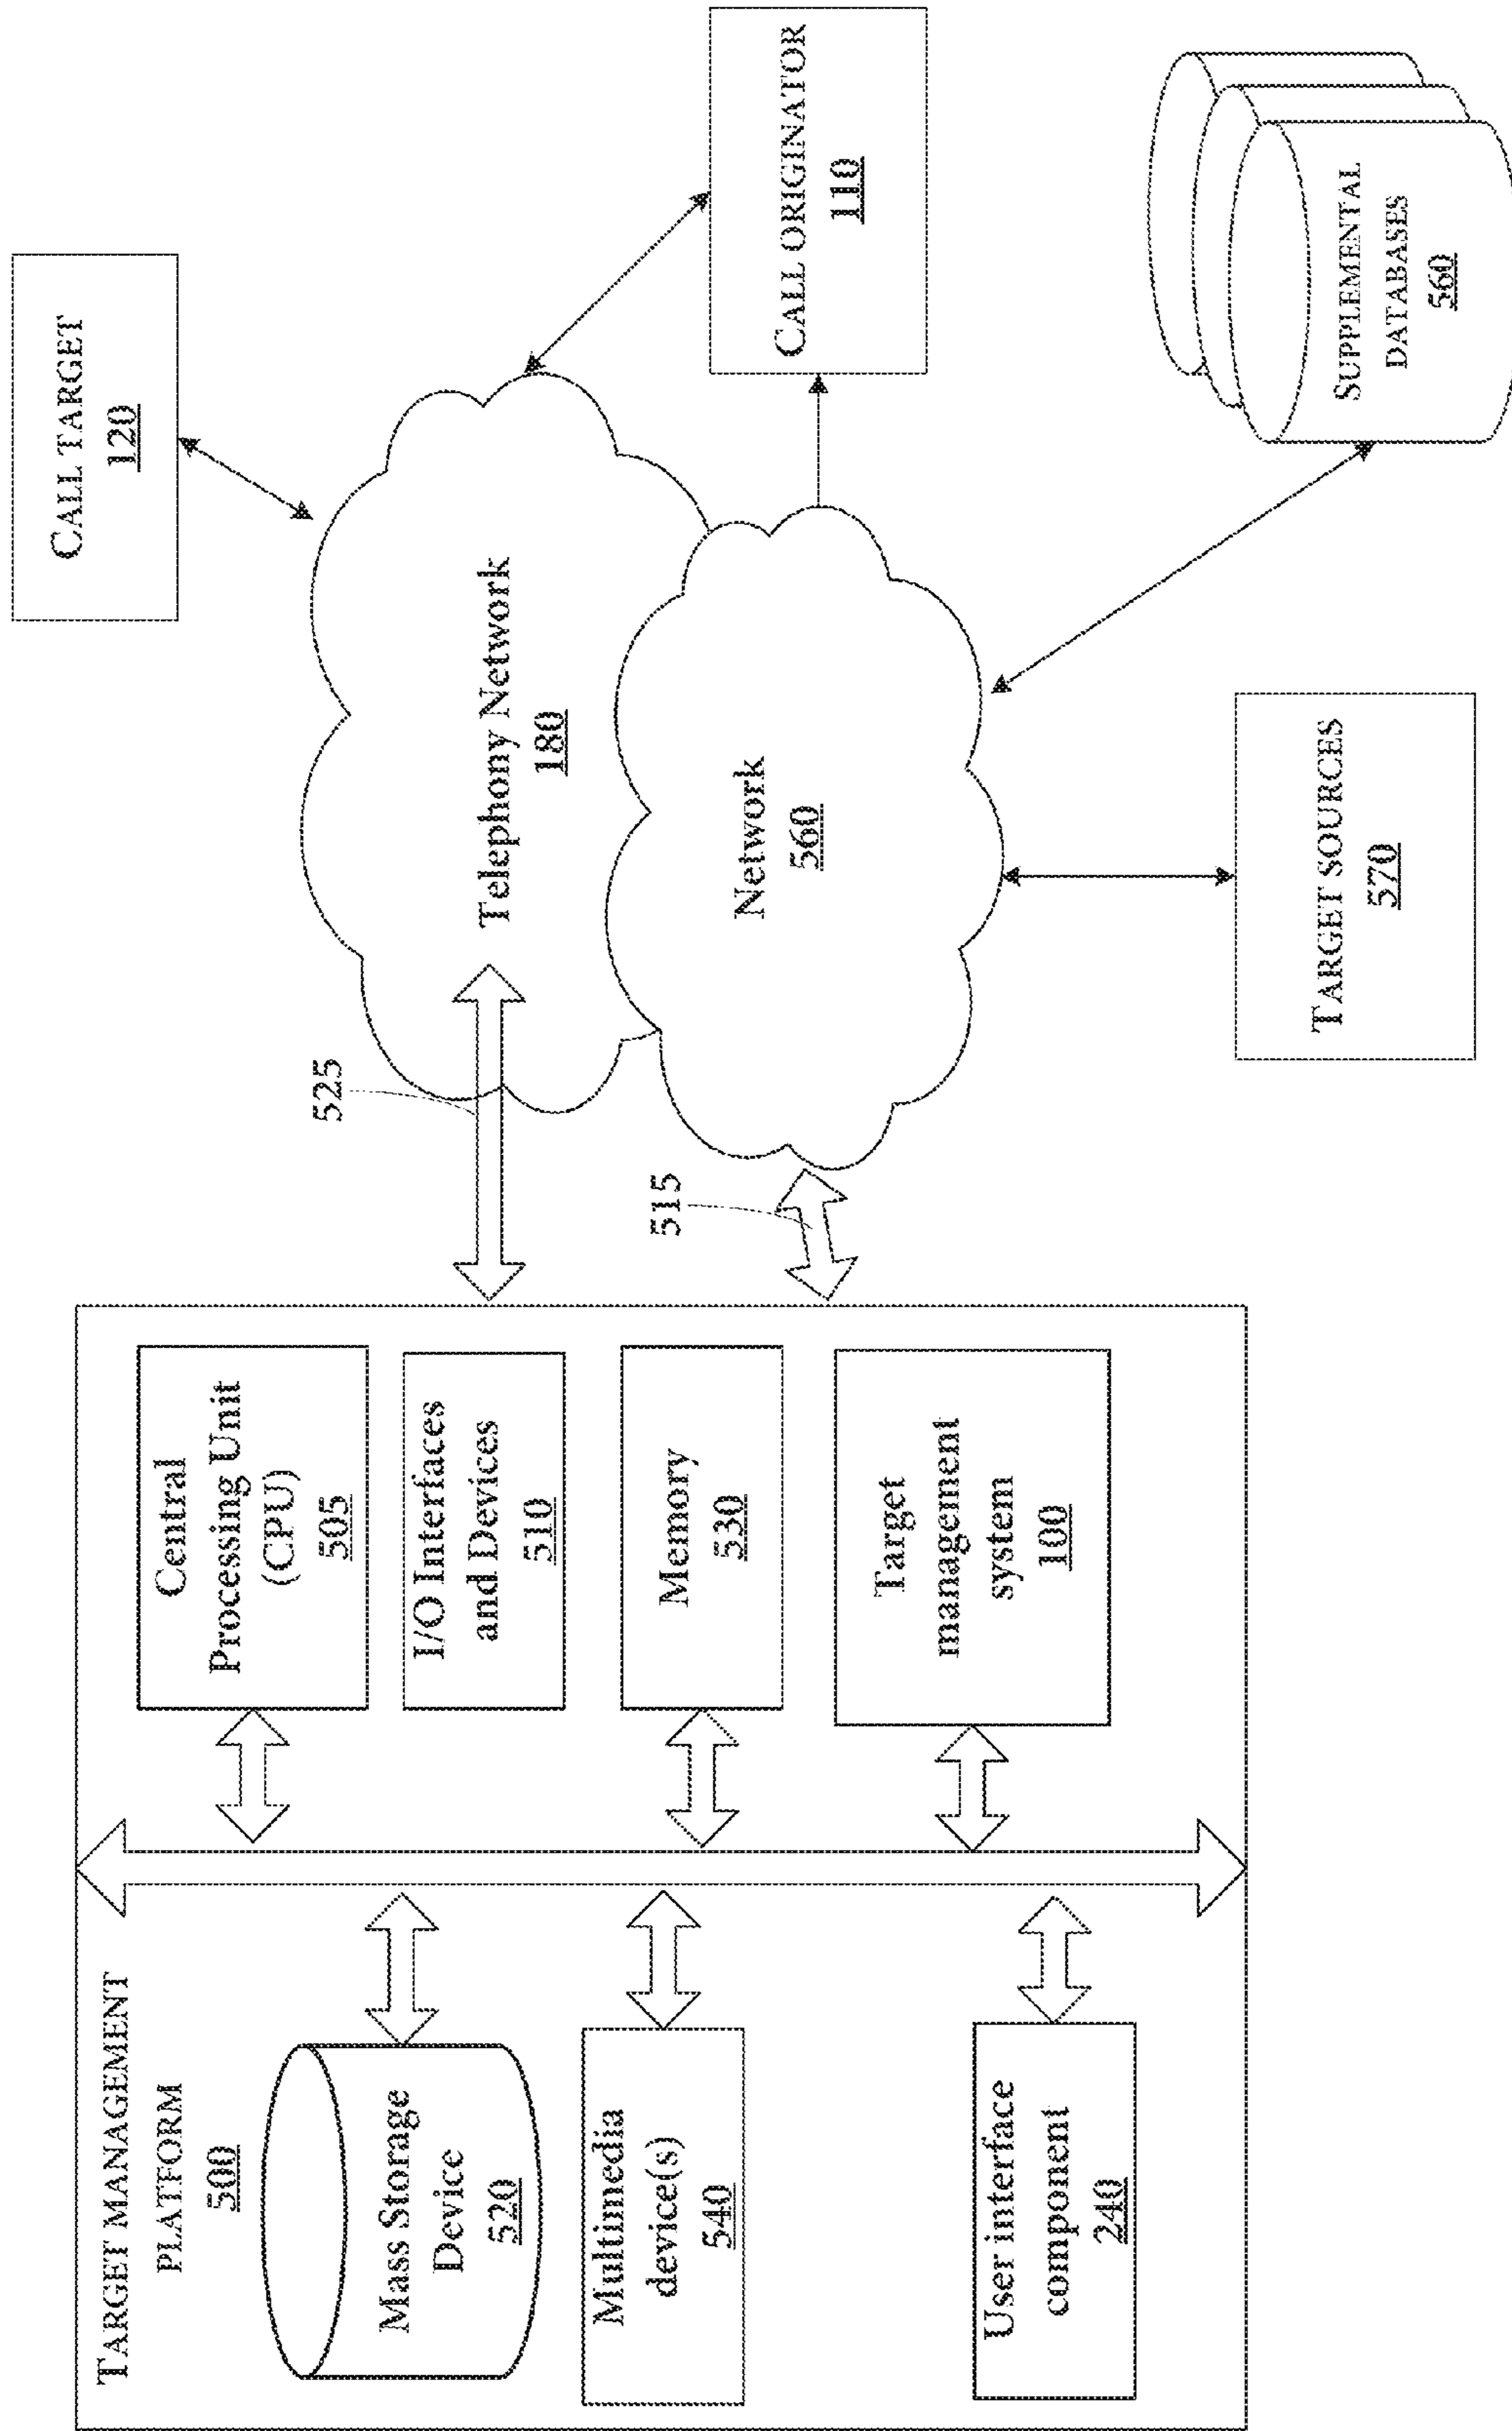 TARGET MANAGEMENT
PLATFORM
500
Mass Storage
Device
520
Multimedia
device(s)
540
User interface
component
240
Central
Processing Unit
(CPU)
505
I/O Interfaces
and Devices
510
Memory
530
Target
management
system
100
525
515
Telephony Network
180
Network
560
CALL TARGET
120
CALL ORIGINATOR
110
TARGET SOURCES
570
SUPPLEMENTAL
DATABASES
560